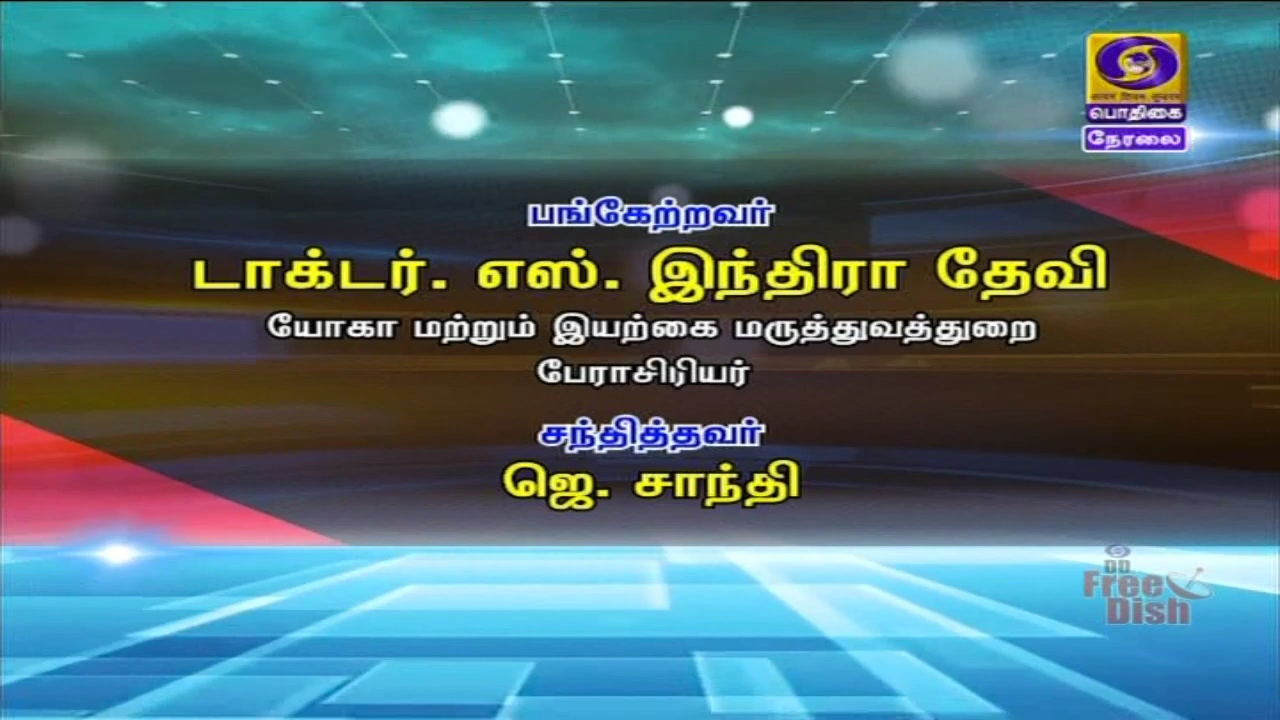 பொதிகை
நேரலை
பங்கேற்றவர்
டாக்டர். எஸ். இந்திரா தேவி
யோகா மற்றும் இயற்கை மருத்துவத்துறை
பேராசிரியர்
சந்தித்தவர்
ஜெ. சாந்தி
DD
Free
Dish